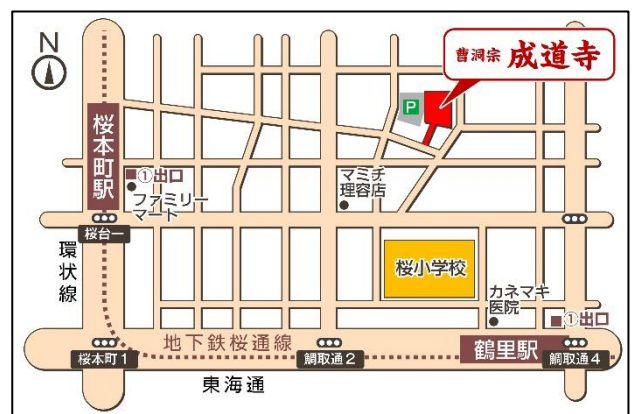 N
曹洞宗 成道寺
P
桜本町駅
①出口
ファミリー
マート
マミチ
理容店
桜台一
環状線
桜小学校
カネマキ
医院
①出口
地下鉄桜通線
鶴里駅
桜本町1
鯛取通2
鯛取通4
東海通